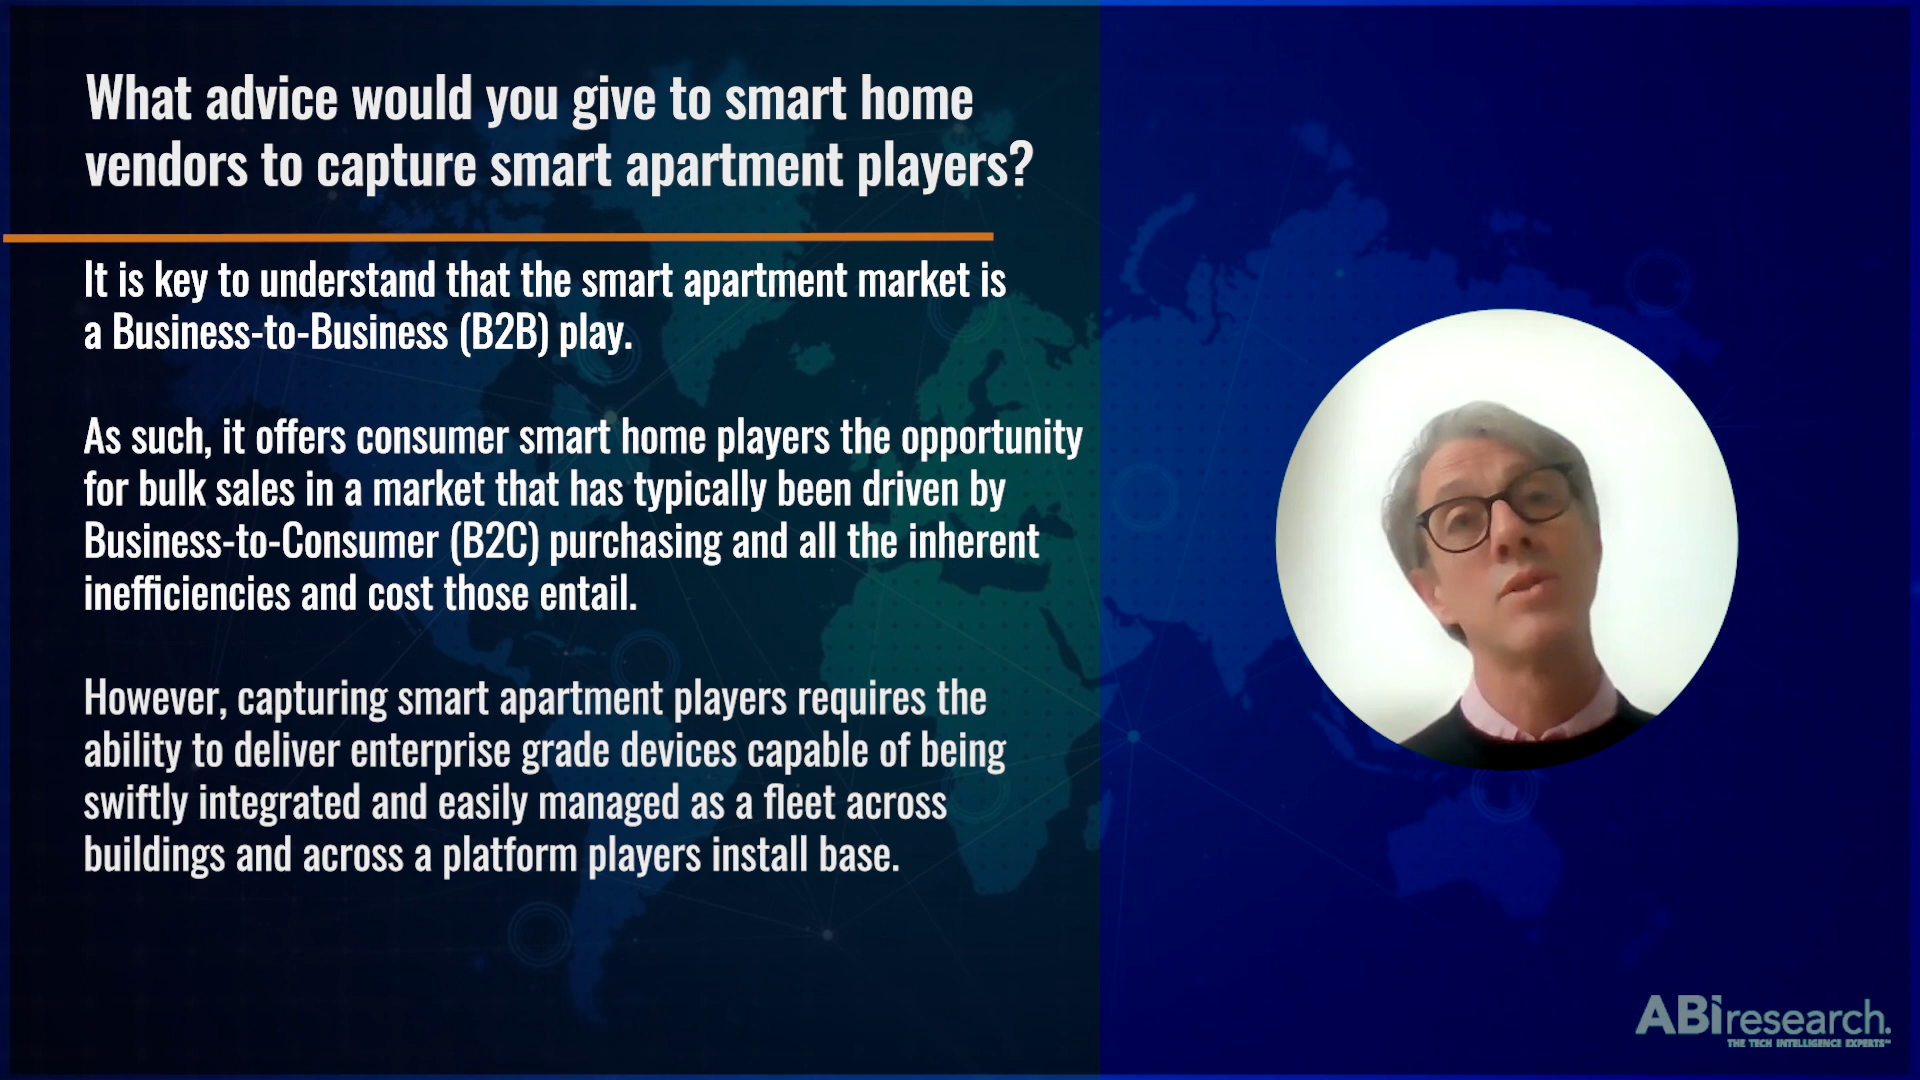 What advice would you give to smart home
vendors to capture smart apartment players?
It is key to understand that the smart apartment market is
a Business-to-Business (B2B) play.
As such, it offers consumer smart home players the opportunity
for bulk sales in a market that has typically been driven by
Business-to-Consumer (B2C) purchasing and all the inherent
inefficiencies and cost those entail.
However, capturing smart apartment players requires the
ability to deliver enterprise grade devices capable of being
swiftly integrated and easily managed as a fleet across
buildings and across a platform players install base.
ABiresearch.
THE TECH INTELLIGENCE EXPERTS℠